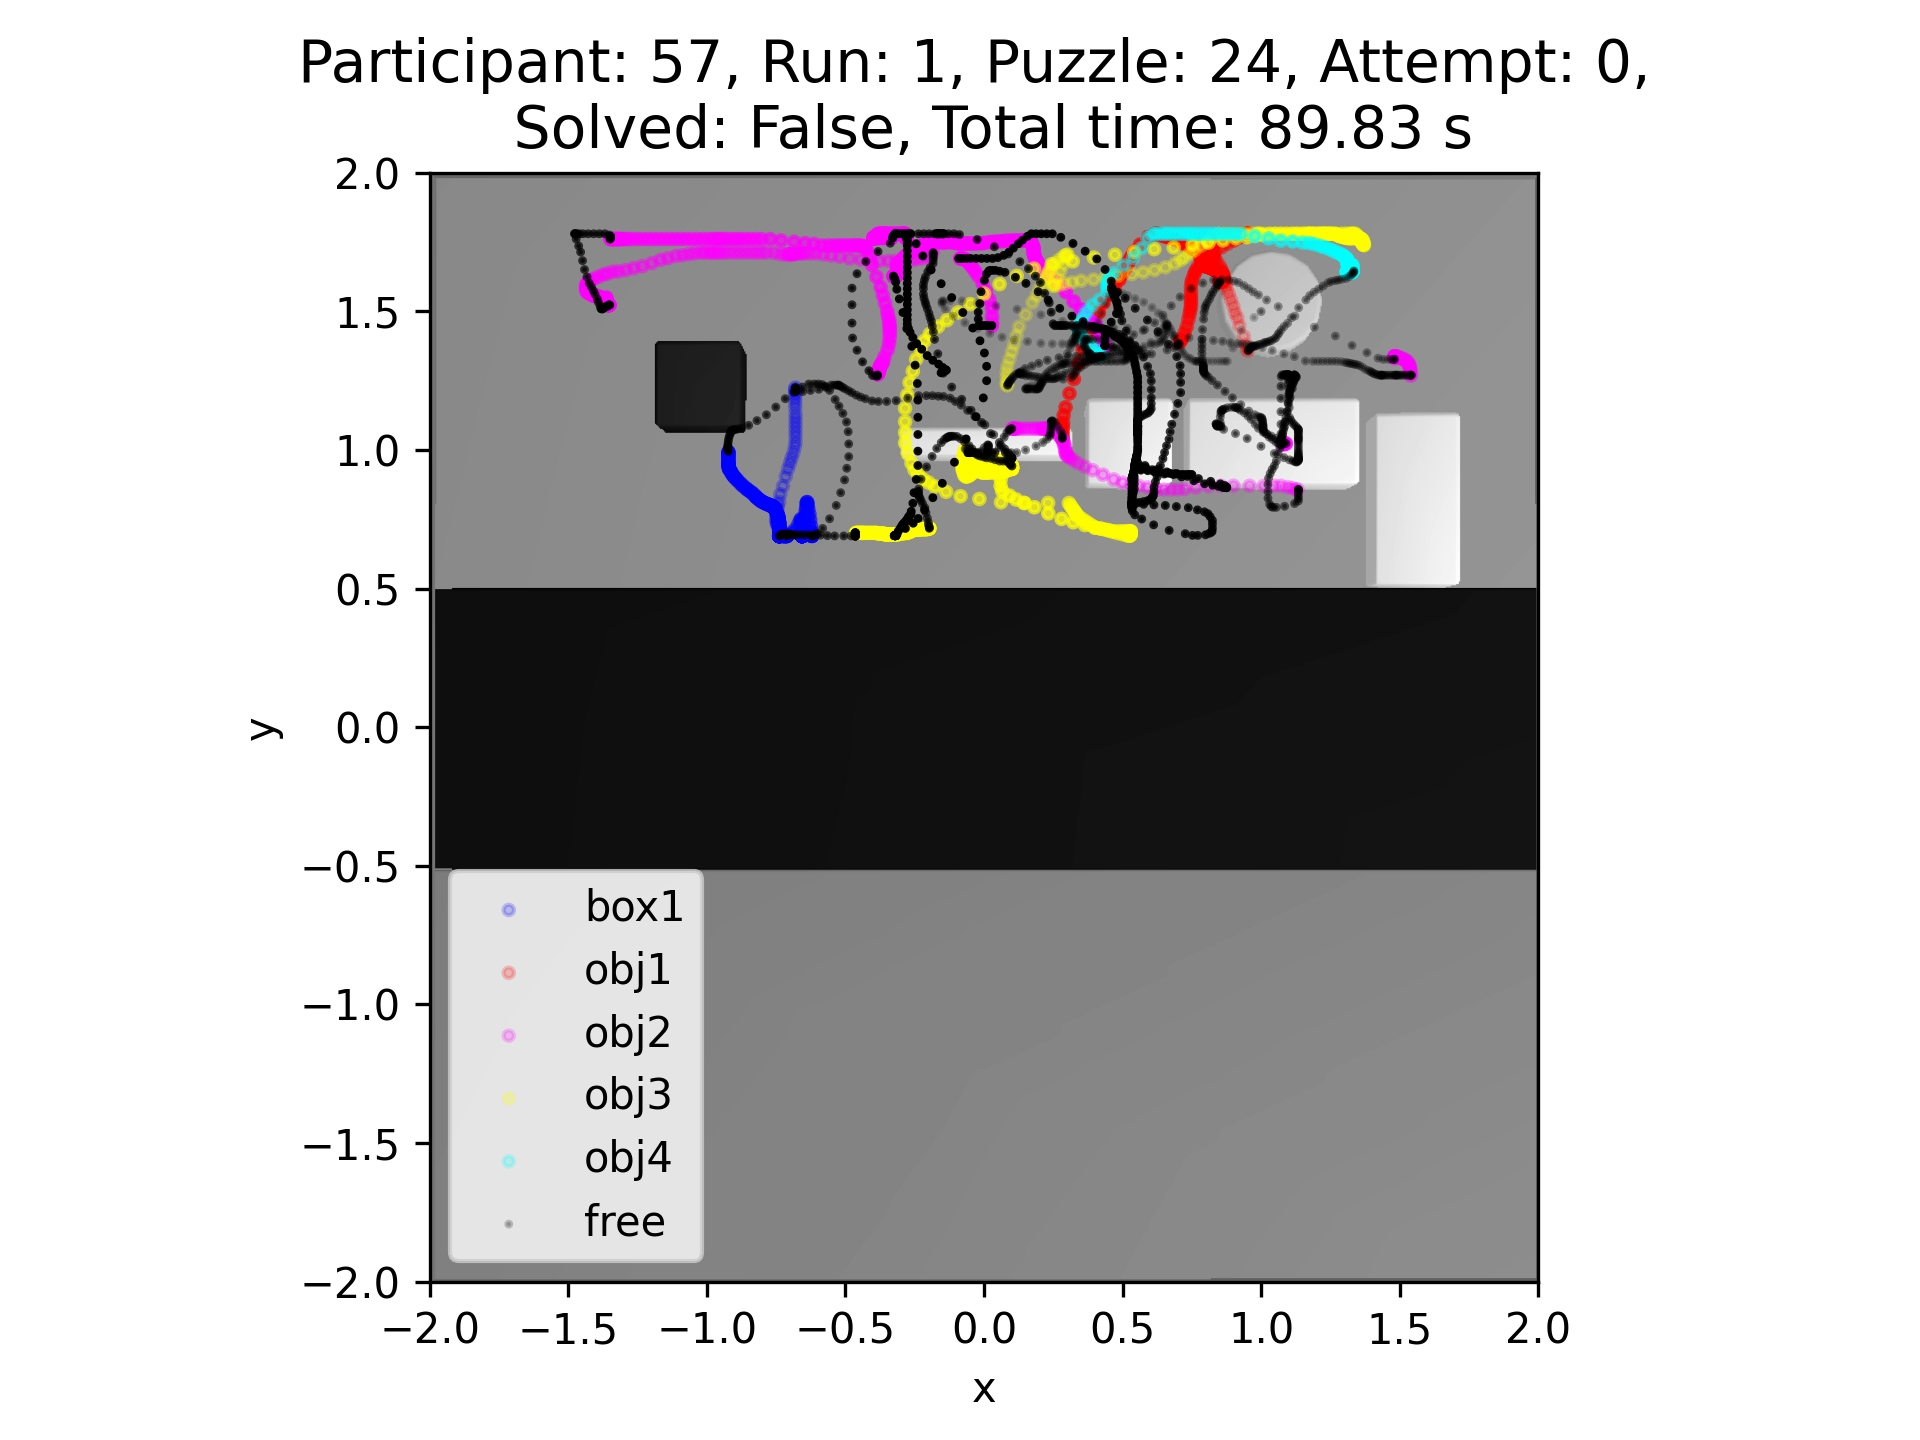 Participant: 57, Run: 1, Puzzle: 24, Attempt: 0,
Solved: False, Total time: 89.83 s
2.0
1.5
1.0
0.5
0.0
−0.5
−1.0
−1.5
−2.0
y
box1
obj1
obj2
obj3
obj4
free
−2.0 −1.5 −1.0 −0.5 0.0 0.5 1.0 1.5 2.0
x